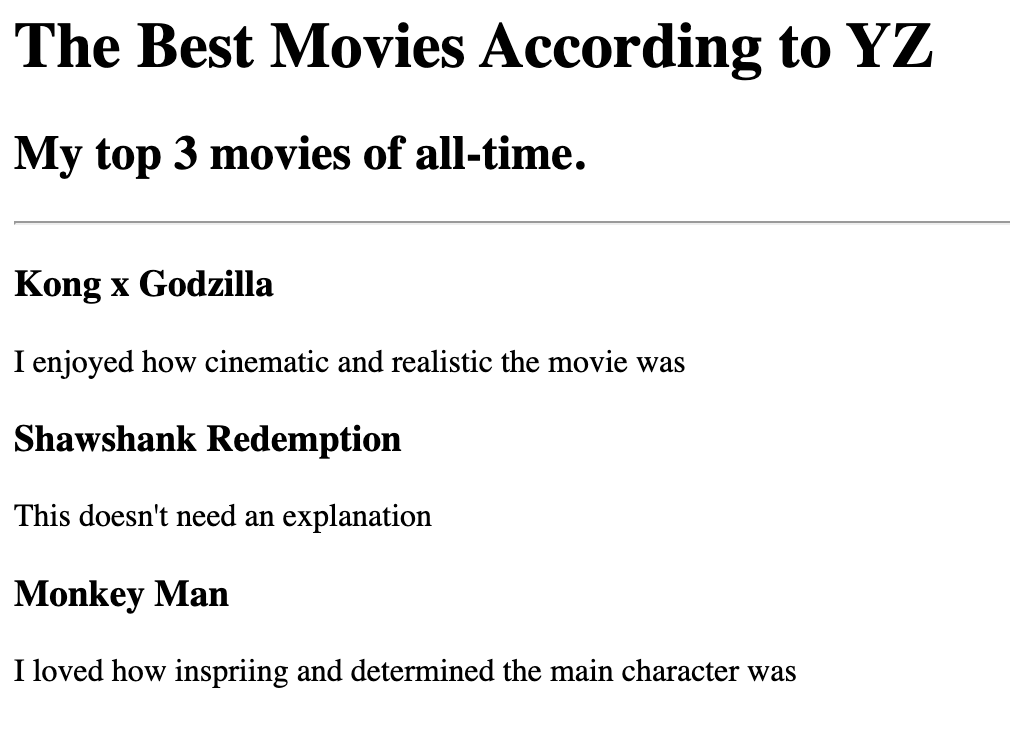 The Best Movies According to YZ
My top 3 movies of all-time.
Kong x Godzilla
I enjoyed how cinematic and realistic the movie was
Shawshank Redemption
This doesn't need an explanation
Monkey Man
I loved how inspriing and determined the main character was